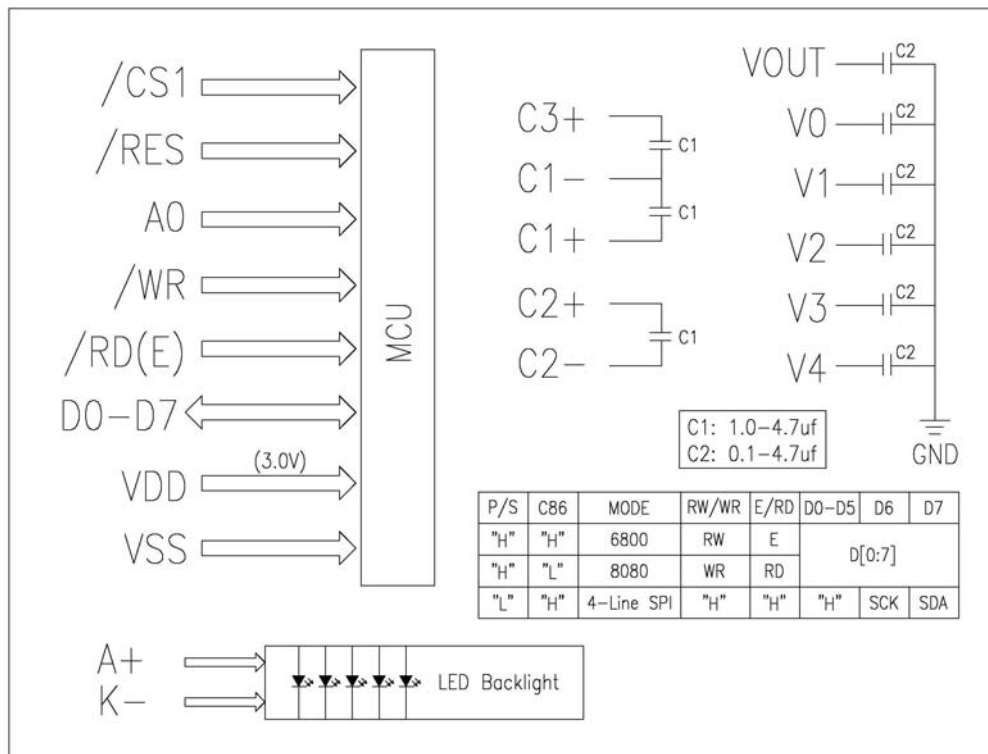 /CS1
/RES
A0
/WR
/RD(E)
D0-D7
(3.0V)
VDD
VSS
MCU
C3+
C1
C1-
C1
C1+
C2+
C1
C2-
VOUT
C2
V0
C2
V1
C2
V2
C2
V3
C2
V4
C2
GND
C1: 1.0-4.7uf
C2: 0.1-4.7uf
P/S C86 MODE RW/WR E/RD D0-D5 D6 D7
"H" "H" 6800 RW E D[0:7]
"H" "L" 8080 WR RD
"L" "H" 4-Line SPI "H" "H" "H" SCK SDA
A+
K-
LED Backlight